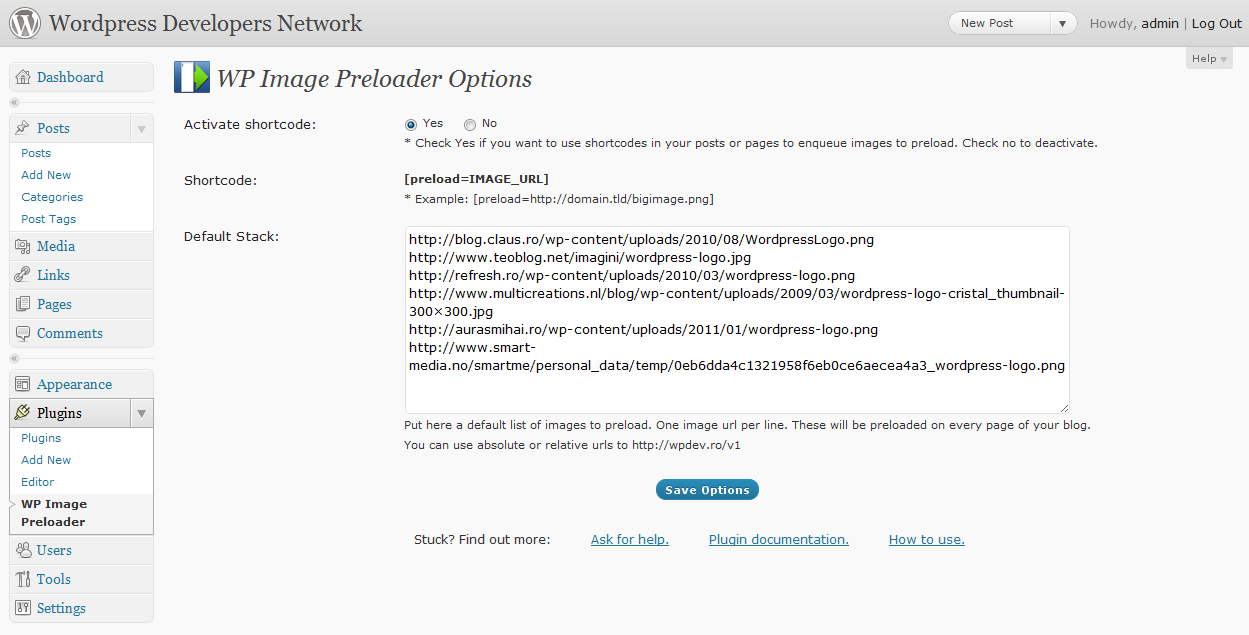 Wordpress Developers Network
New Post
Howdy, admin | Log Out
Help
Dashboard
Posts
Posts
Add New
Categories
Post Tags
Media
Links
Pages
Comments
Appearance
Plugins
Plugins
Add New
Editor
WP Image
Preloader
Users
Tools
Settings
WP Image Preloader Options
Activate shortcode:
Yes No
* Check Yes if you want to use shortcodes in your posts or pages to enqueue images to preload. Check no to deactivate.
Shortcode:
[preload=IMAGE_URL]
* Example: [preload=http://domain.tld/bigimage.png]
Default Stack:
http://blog.claus.ro/wp-content/uploads/2010/08/WordpressLogo.png
http://www.teoblog.net/imagini/wordpress-logo.jpg
http://refresh.ro/wp-content/uploads/2010/03/wordpress-logo.png
http://www.multicreations.nl/blog/wp-content/uploads/2009/03/wordpress-logo-cristal_thumbnail-
300×300.jpg
http://aurasmihai.ro/wp-content/uploads/2011/01/wordpress-logo.png
http://www.smart-
media.no/smartme/personal_data/temp/0eb6dda4c1321958f6eb0ce6aecea4a3_wordpress-logo.png
Put here a default list of images to preload. One image url per line. These will be preloaded on every page of your blog.
You can use absolute or relative urls to http://wpdev.ro/v1
Save Options
Stuck? Find out more: Ask for help. Plugin documentation. How to use.